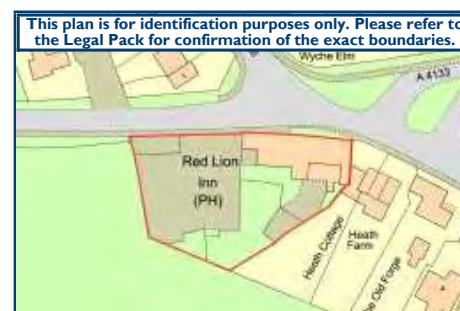 This plan is for identification purposes only. Please refer to
the Legal Pack for confirmation of the exact boundaries.
Wyche Elm
A 4133
Red Lion
Inn
(PH)
Heath Cottage
Heath
Farm
The Old Forge